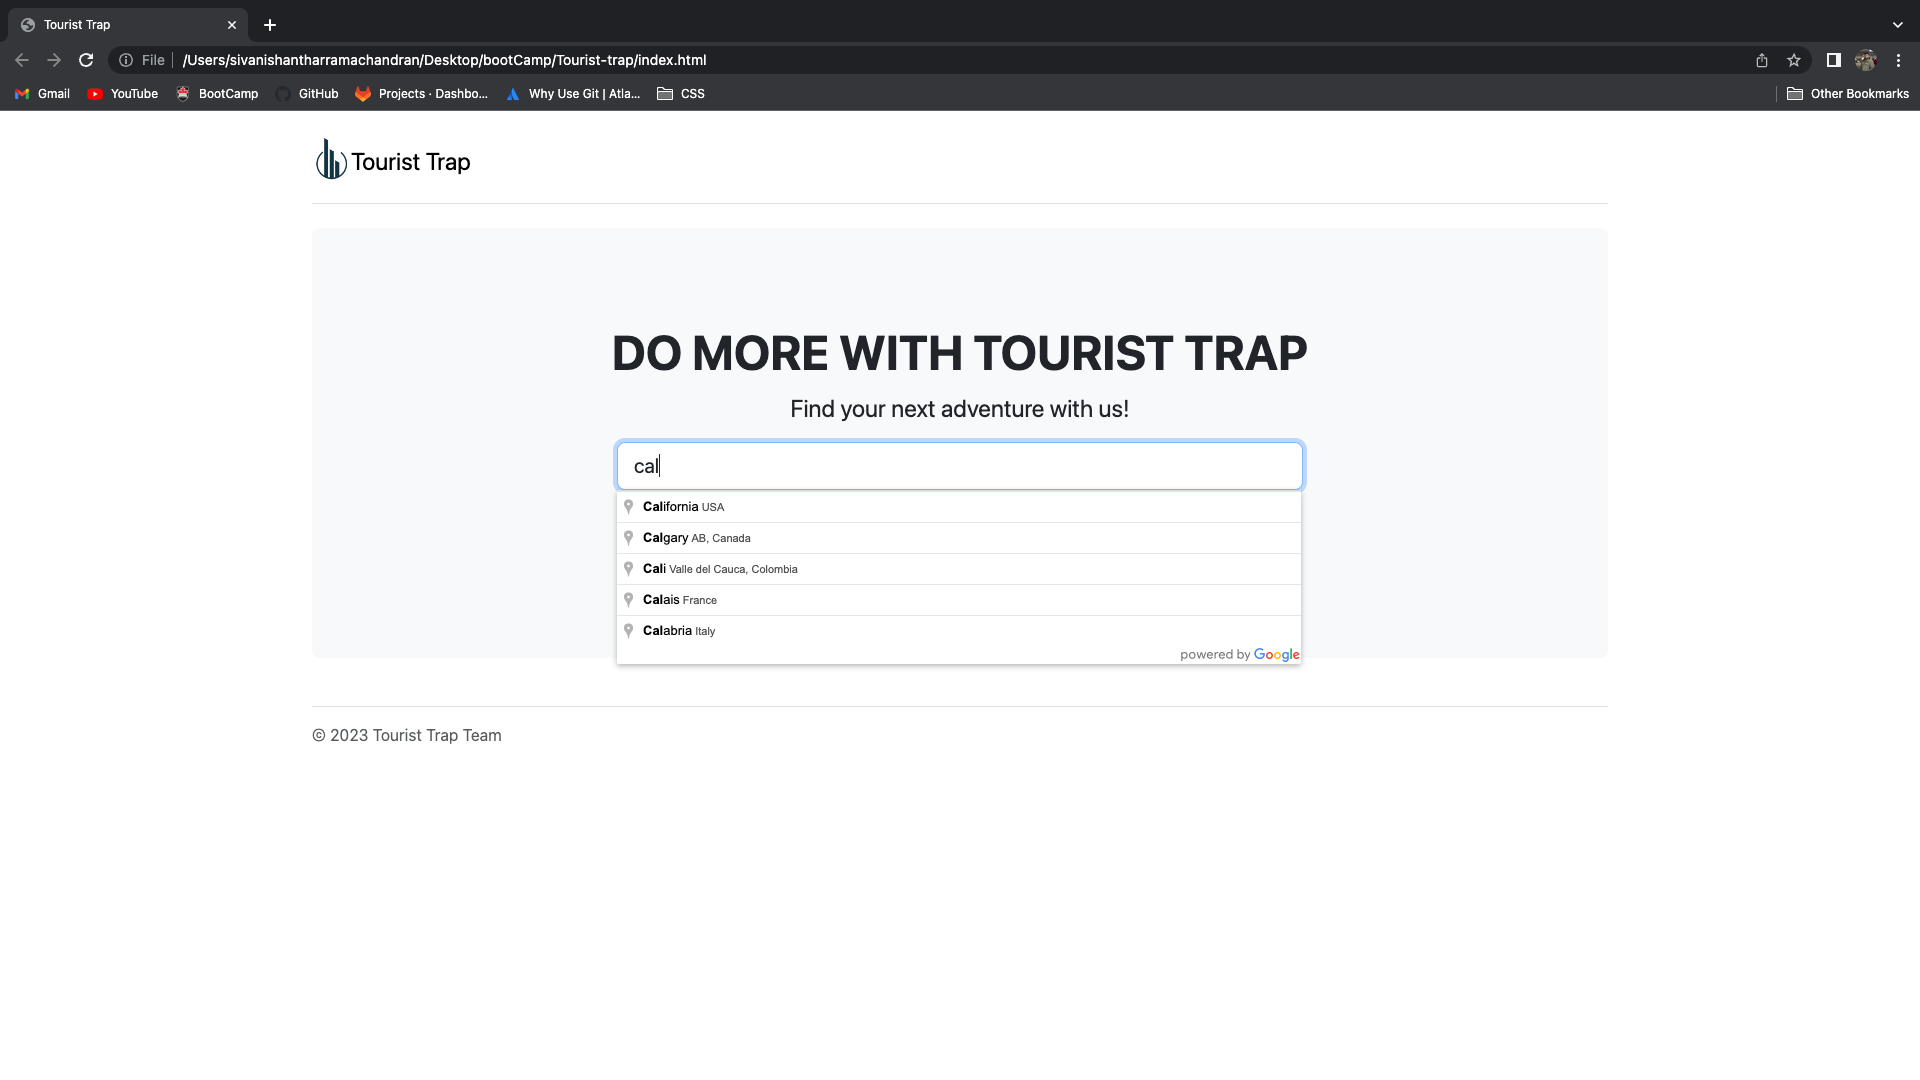 Tourist Trap
File /Users/sivanishantharramachandran/Desktop/bootCamp/Tourist-trap/index.html
Gmail YouTube BootCamp GitHub Projects · Dashbo... Why Use Git | Atla... CSS Other Bookmarks
Tourist Trap
DO MORE WITH TOURIST TRAP
Find your next adventure with us!
cal
California USA
Calgary AB, Canada
Cali Valle del Cauca, Colombia
Calais France
Calabria Italy
powered by Google
© 2023 Tourist Trap Team